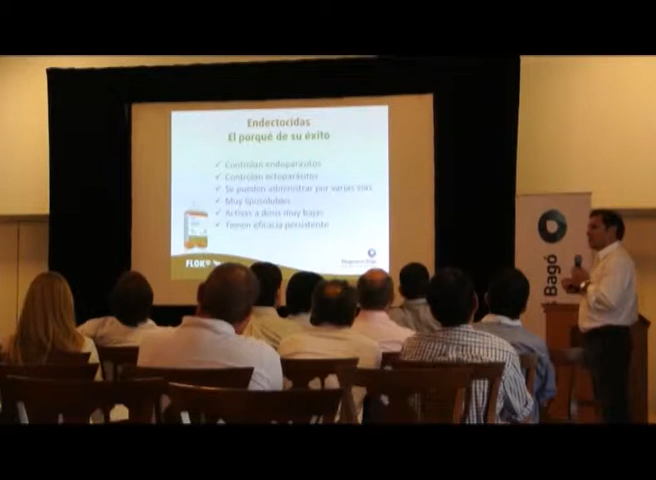 Endectocidas
El porqué de su éxito
✓ Controlan endoparásitos
✓ Controlan ectoparásitos
✓ Se pueden administrar por varias vías
✓ Muy liposolubles
✓ Activos a dosis muy bajas
✓ Tienen eficacia persistente
FLOK
Bagó